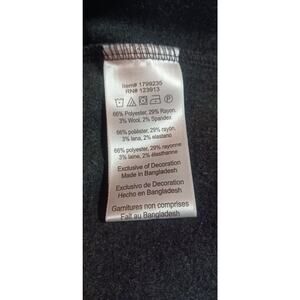 Item# 1799235
RN# 123913
66% Polyester, 29% Rayon,
3% Wool, 2% Spandex
66% poliéster, 29% rayón,
3% lana, 2% elastano
66% polyester, 29% rayonne
3% laine, 2% élasthanne
Exclusive of Decoration
Made in Bangladesh
Exclusivo de Decoración
Hecho en Bangladesh
Garnitures non comprises
Fait au Bangladesh